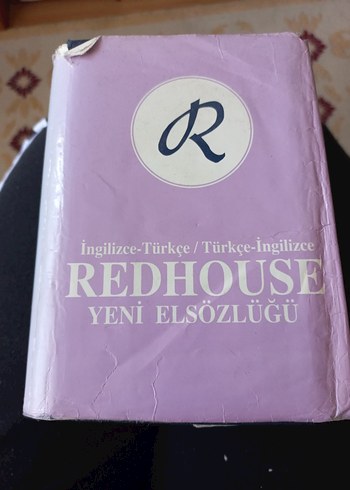 R
İngilizce-Türkçe / Türkçe-İngilizce
REDHOUSE
YENİ ELSÖZLÜĞÜ